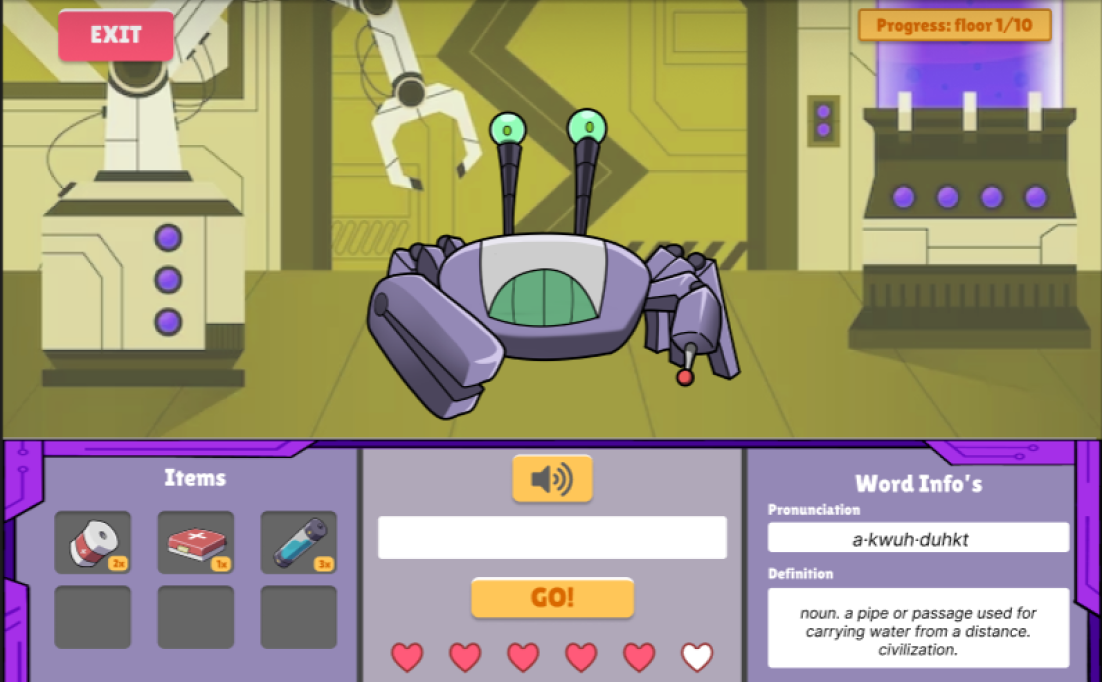 EXIT
Progress: floor 1/10
Items
2x
1x
3x
GO!
Word Info's
Pronunciation
a·kwuh·duhkt
Definition
noun. a pipe or passage used for
carrying water from a distance.
civilization.